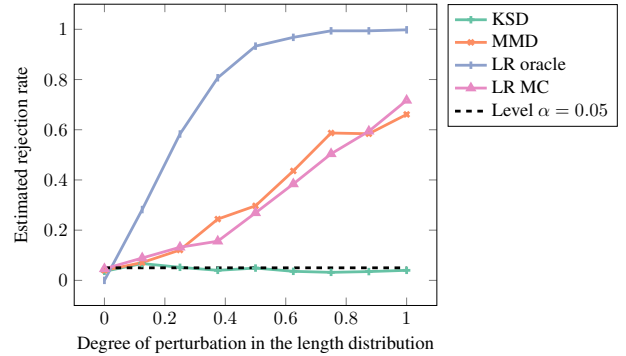 KSD
MMD
LR oracle
LR MC
Level α = 0.05
1
0.8
0.6
0.4
0.2
0
Estimated rejection rate
0 0.2 0.4 0.6 0.8 1
Degree of perturbation in the length distribution